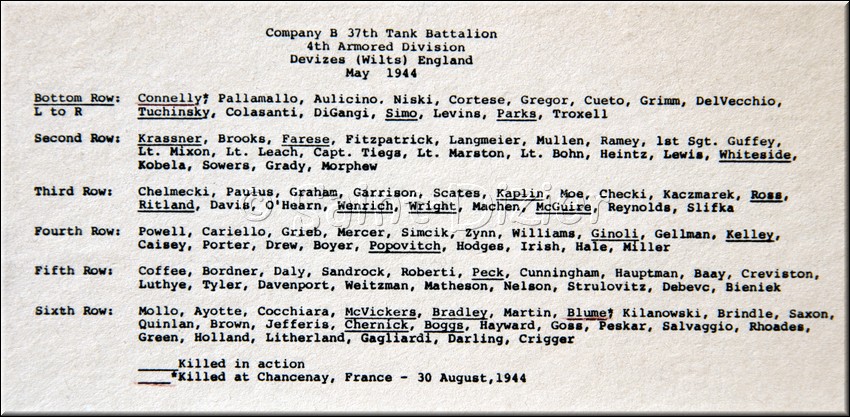 Company B 37th Tank Battalion
4th Armored Division
Devizes (Wilts) England
May 1944
Bottom Row: Connelly* Pallamallo, Aulicino. Niski, Cortese, Gregor, Cueto, Grimm, DelVecchio,
L to R Tuchinsky, Colasanti, DiGangi, Simo, Levins, Parks, Troxell
Second Row: Krassner, Brooks, Farese, Fitzpatrick, Langmeier, Mullen, Ramey, 1st Sgt. Guffey,
Lt. Mixon, Lt. Leach, Capt. Tiegs, Lt. Marston, Lt. Bohn, Heintz, Lewis, Whiteside,
Kobela, Sowers, Grady, Morphew
Third Row: Chelmecki, Paulus, Graham, Garrison, Scates, Kaplin, Moe, Checki, Kaczmarek, Ross,
Ritland, Davis, O'Hearn, Wenrich, Wright, Machen, McGuire, Reynolds, Slifka
© Saint Dizier
Fourth Row: Powell, Cariello, Grieb, Mercer, Simcik, Zynn, Williams, Ginoli, Gellman, Kelley,
Caisey, Porter, Drew, Boyer, Popovitch, Hodges, Irish, Hale, Miller
Fifth Row: Coffee, Bordner, Daly, Sandrock, Roberti, Peck, Cunningham, Hauptman, Baay, Creviston,
Luthye, Tyler, Davenport, Weitzman, Matheson, Nelson, Strulovitz, Debevc, Bieniek
Sixth Row: Mollo, Ayotte, Cocchiara, McVickers, Bradley, Martin, Blume* Kilanowski, Brindle, Saxon,
Quinlan, Brown, Jefferis, Chernick, Boggs, Hayward, Goss, Peskar, Salvaggio, Rhoades,
Green, Holland, Litherland, Gagliardi, Darling, Crigger
____Killed in action
____*Killed at Chancenay, France - 30 August,1944